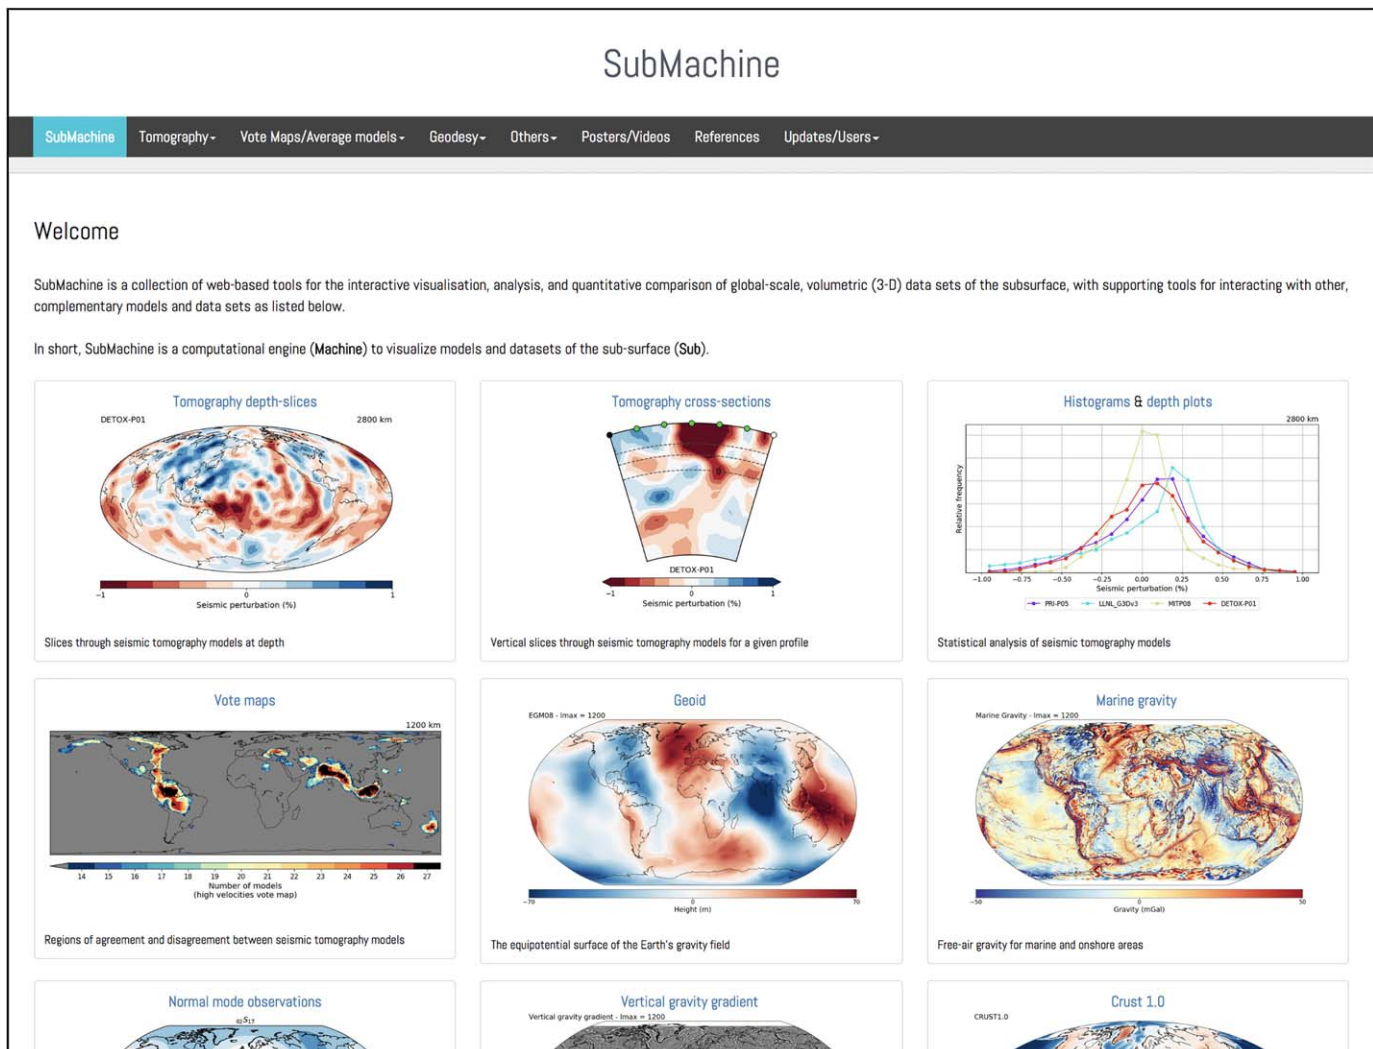 SubMachine
SubMachine Tomography Vote Maps/Average models Geodesy Others Posters/Videos References Updates/Users
Welcome
SubMachine is a collection of web-based tools for the interactive visualisation, analysis, and quantitative comparison of global-scale, volumetric (3-D) data sets of the subsurface, with supporting tools for interacting with other,
complementary models and data sets as listed below.
In short, SubMachine is a computational engine (Machine) to visualize models and datasets of the sub-surface (Sub).
Tomography depth-slices
DETOX-P01 2800 km
−1 0 1
Seismic perturbation (%)
Slices through seismic tomography models at depth
Tomography cross-sections
DETOX-P01
−1 0 1
Seismic perturbation (%)
Vertical slices through seismic tomography models for a given profile
Histograms & depth plots
2800 km
Relative frequency
−1.00 −0.75 −0.50 −0.25 0.00 0.25 0.50 0.75 1.00
Seismic perturbation (%)
PRI-P05 LLNL_G3Dv3 MITP08 DETOX-P01
Statistical analysis of seismic tomography models
Vote maps
1200 km
14 15 16 17 18 19 20 21 22 23 24 25 26 27
Number of models
(high velocities vote map)
Regions of agreement and disagreement between seismic tomography models
Geoid
EGM08 - lmax = 1200
−70 0 70
Height (m)
The equipotential surface of the Earth's gravity field
Marine gravity
Marine Gravity - lmax = 1200
−50 0 50
Gravity (mGal)
Free-air gravity for marine and onshore areas
Normal mode observations
Vertical gravity gradient
Vertical gravity gradient - lmax = 1200
Crust 1.0
CRUST1.0